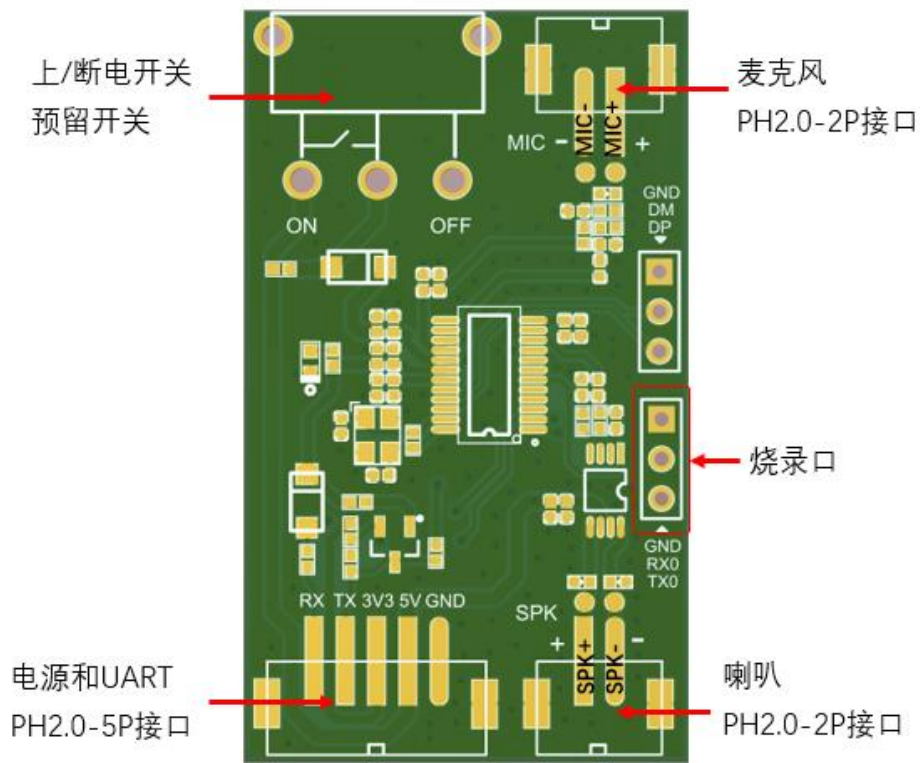 上/断电开关
预留开关
麦克风
PH2.0-2P接口
MIC - MIC- MIC+ +
ON
OFF
GND
DM
DP
烧录口
GND
RX0
TX0
RX TX 3V3 5V GND
SPK
+ SPK+ SPK- -
电源和UART
PH2.0-5P接口
喇叭
PH2.0-2P接口